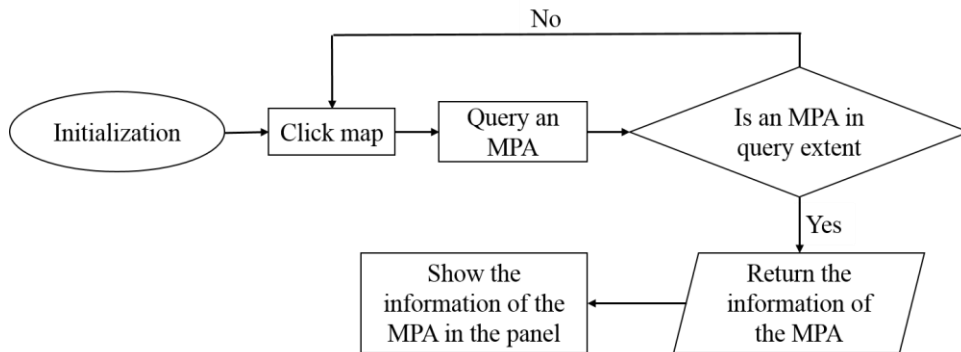 No
Initialization
Click map
Query an
MPA
Is an MPA in
query extent
Yes
Return the
information of
the MPA
Show the
information of the
MPA in the panel